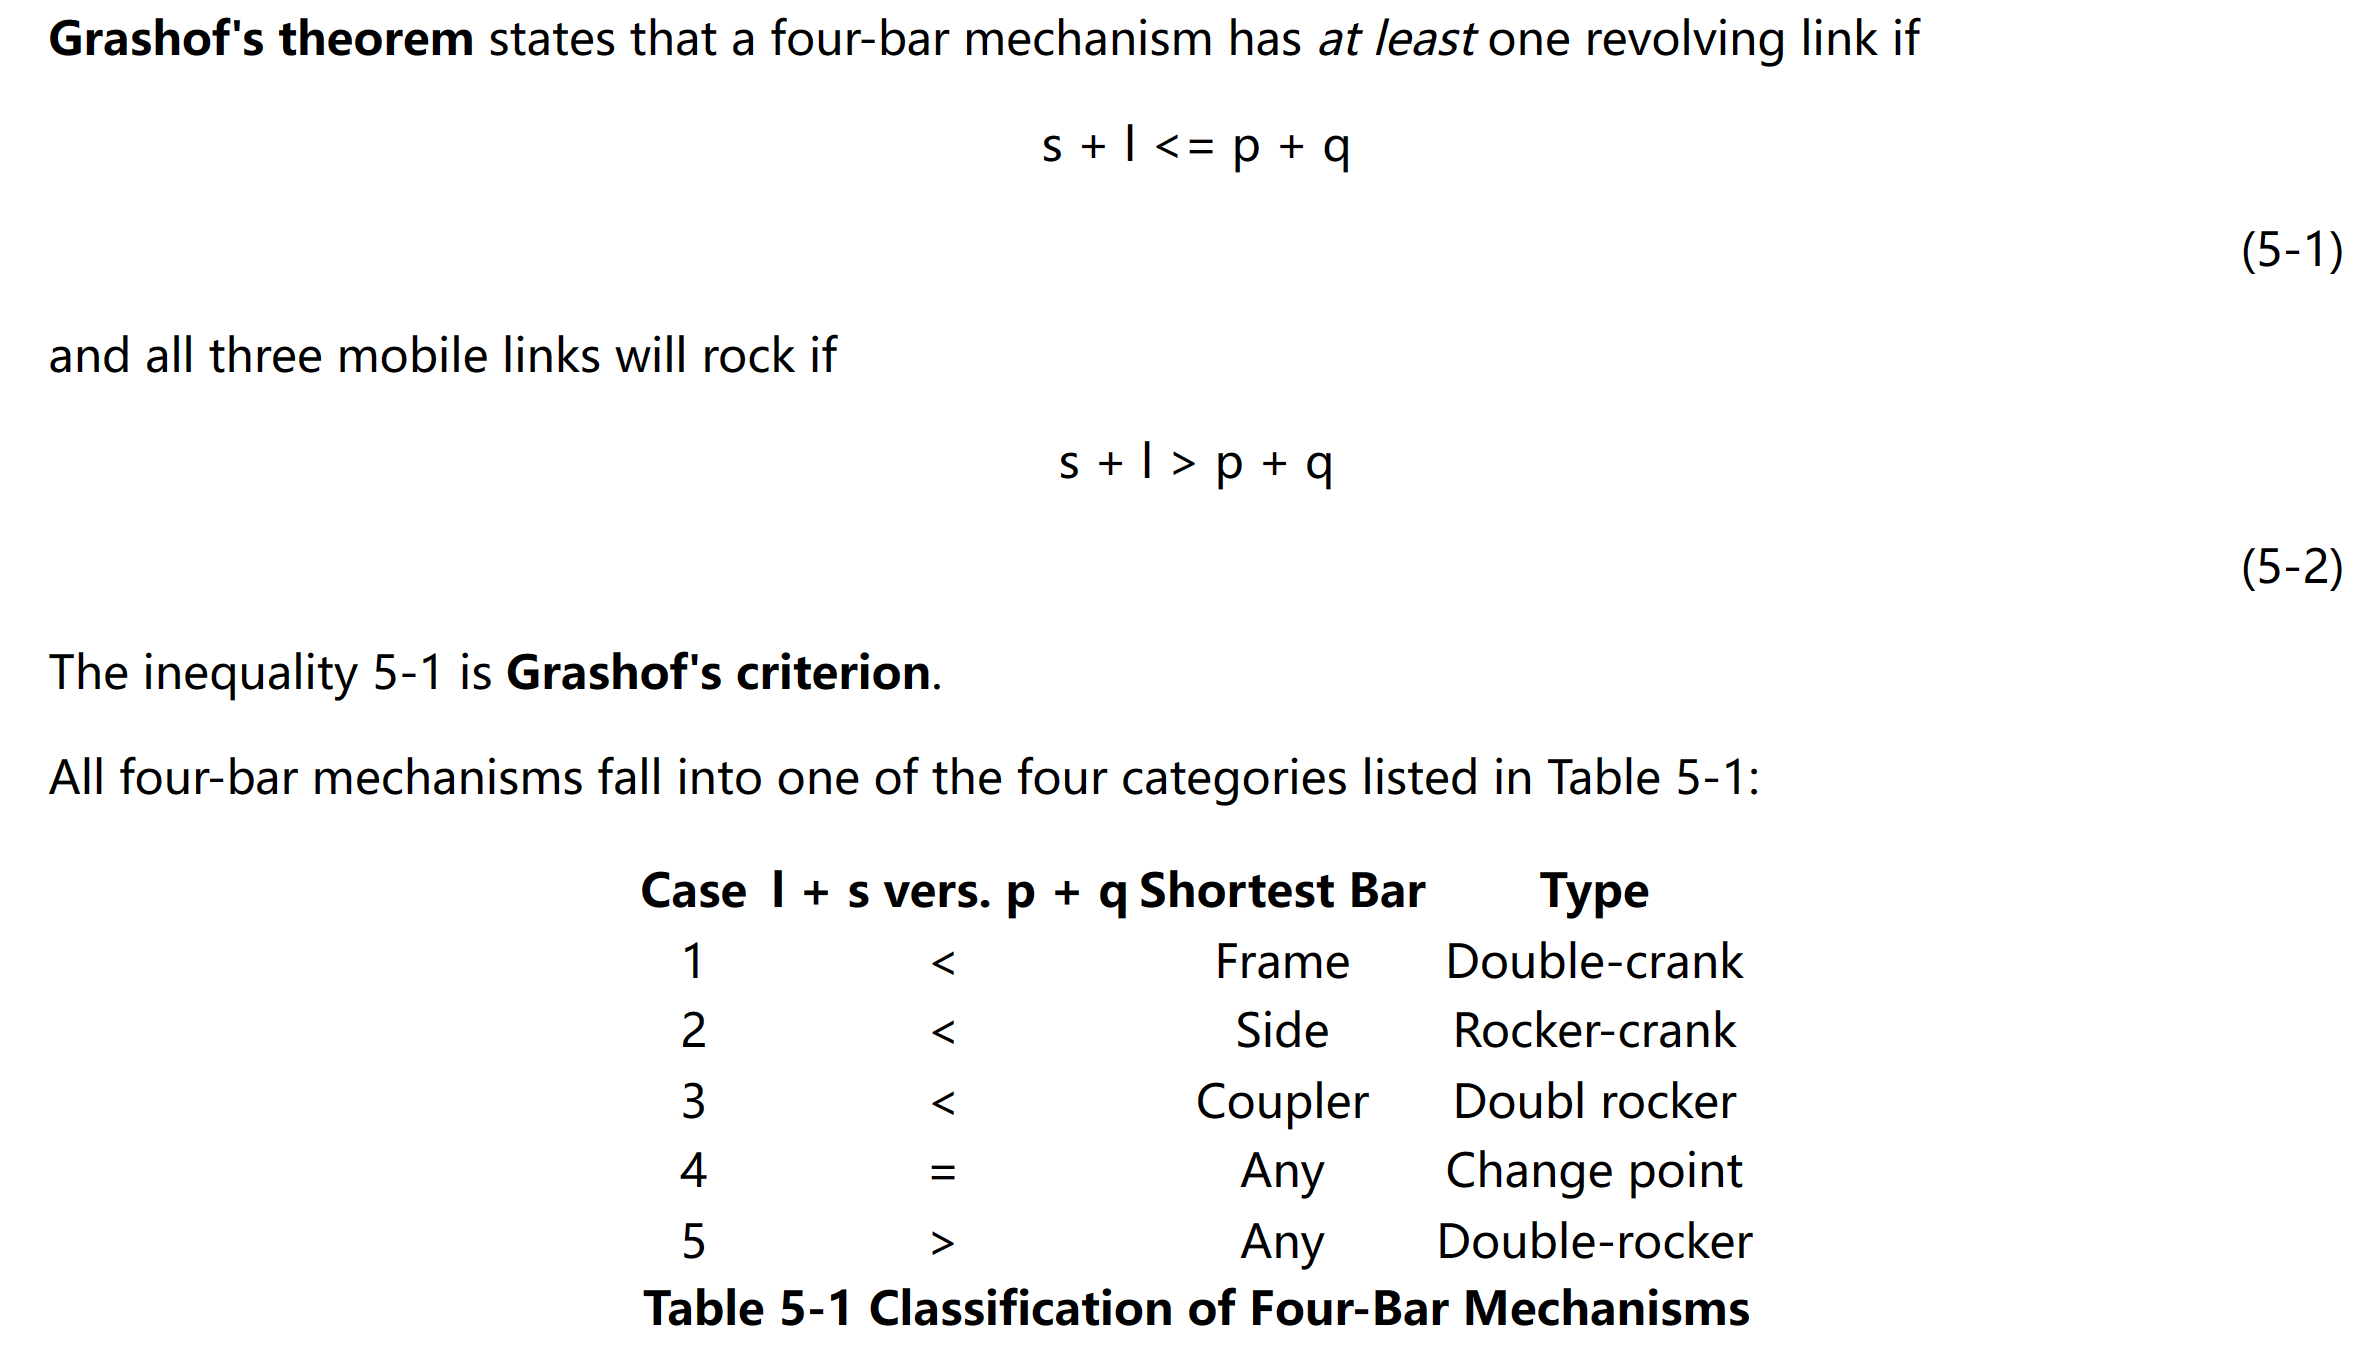 Grashof's theorem states that a four-bar mechanism has at least one revolving link if
s + l <= p + q
(5-1)
and all three mobile links will rock if
s + l > p + q
(5-2)
The inequality 5-1 is Grashof's criterion.
All four-bar mechanisms fall into one of the four categories listed in Table 5-1:
Case l + s vers. p + q Shortest Bar Type
1 < Frame Double-crank
2 < Side Rocker-crank
3 < Coupler Doubl rocker
4 = Any Change point
5 > Any Double-rocker
Table 5-1 Classification of Four-Bar Mechanisms